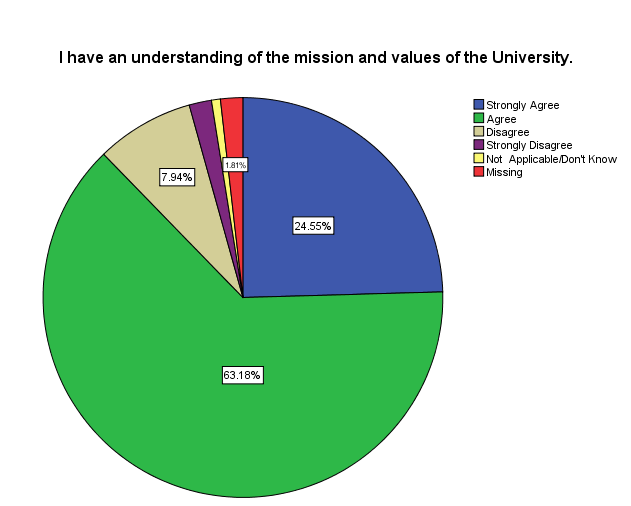 I have an understanding of the mission and values of the University.
Strongly Agree
Agree
Disagree
Strongly Disagree
Not Applicable/Don't Know
Missing
1.81%
7.94%
24.55%
63.18%